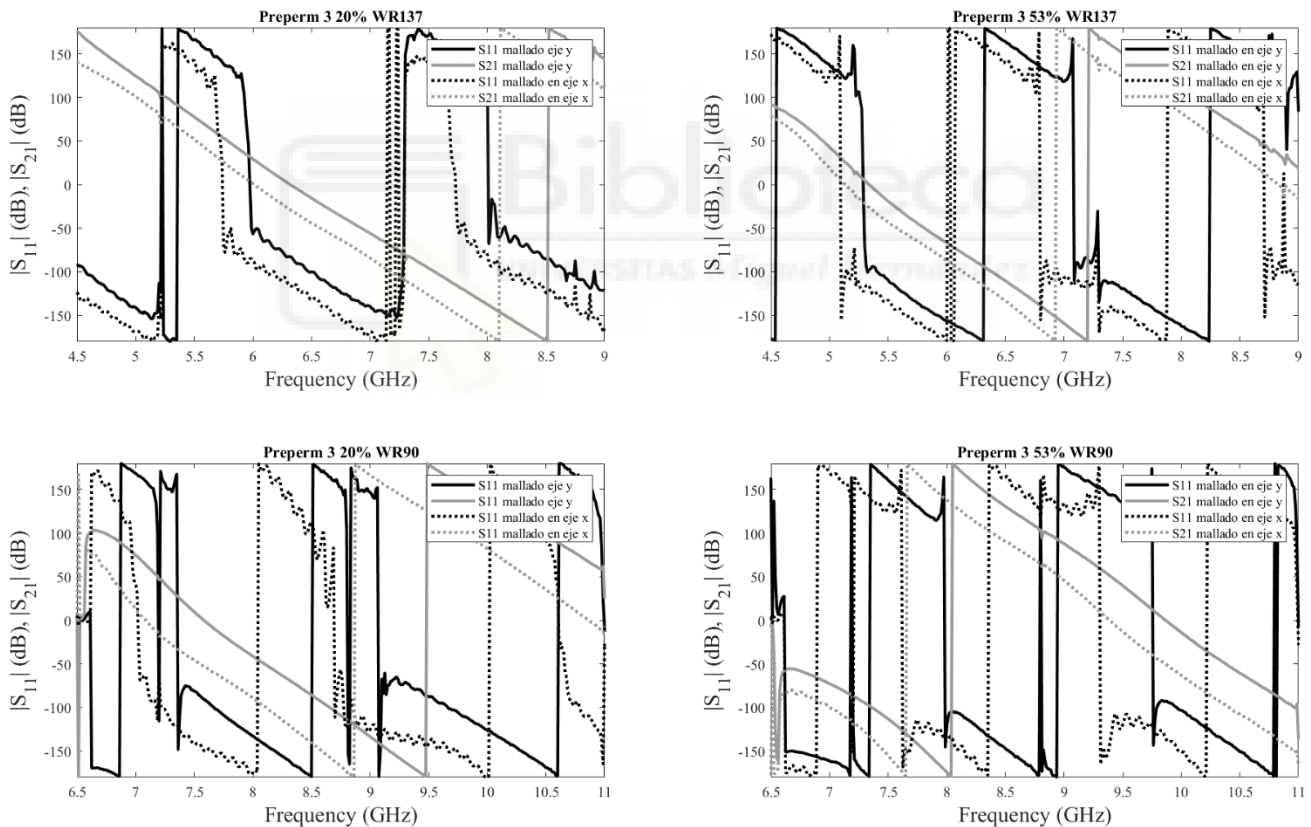 Preperm 3 20% WR137
|S11| (dB), |S21| (dB)
150
100
50
0
-50
-100
-150
S11 mallado eje y
S21 mallado eje y
S11 mallado en eje x
S21 mallado en eje x
4.5 5 5.5 6 6.5 7 7.5 8 8.5 9
Frequency (GHz)
Preperm 3 53% WR137
|S11| (dB), |S21| (dB)
150
100
50
0
-50
-100
-150
S11 mallado en eje y
S21 mallado en eje y
S11 mallado en eje x
S21 mallado en eje x
4.5 5 5.5 6 6.5 7 7.5 8 8.5 9
Frequency (GHz)
Biblioteca
UNIVERSITAS Miguel Hernández
Preperm 3 20% WR90
|S11| (dB), |S21| (dB)
150
100
50
0
-50
-100
-150
S11 mallado eje y
S11 mallado eje y
S11 mallado en eje x
S11 mallado en eje x
6.5 7 7.5 8 8.5 9 9.5 10 10.5 11
Frequency (GHz)
Preperm 3 53% WR90
|S11| (dB), |S21| (dB)
150
100
50
0
-50
-100
-150
S11 mallado en eje y
S21 mallado en eje y
S11 mallado en eje x
S21 mallado en eje x
6.5 7 7.5 8 8.5 9 9.5 10 10.5 11
Frequency (GHz)